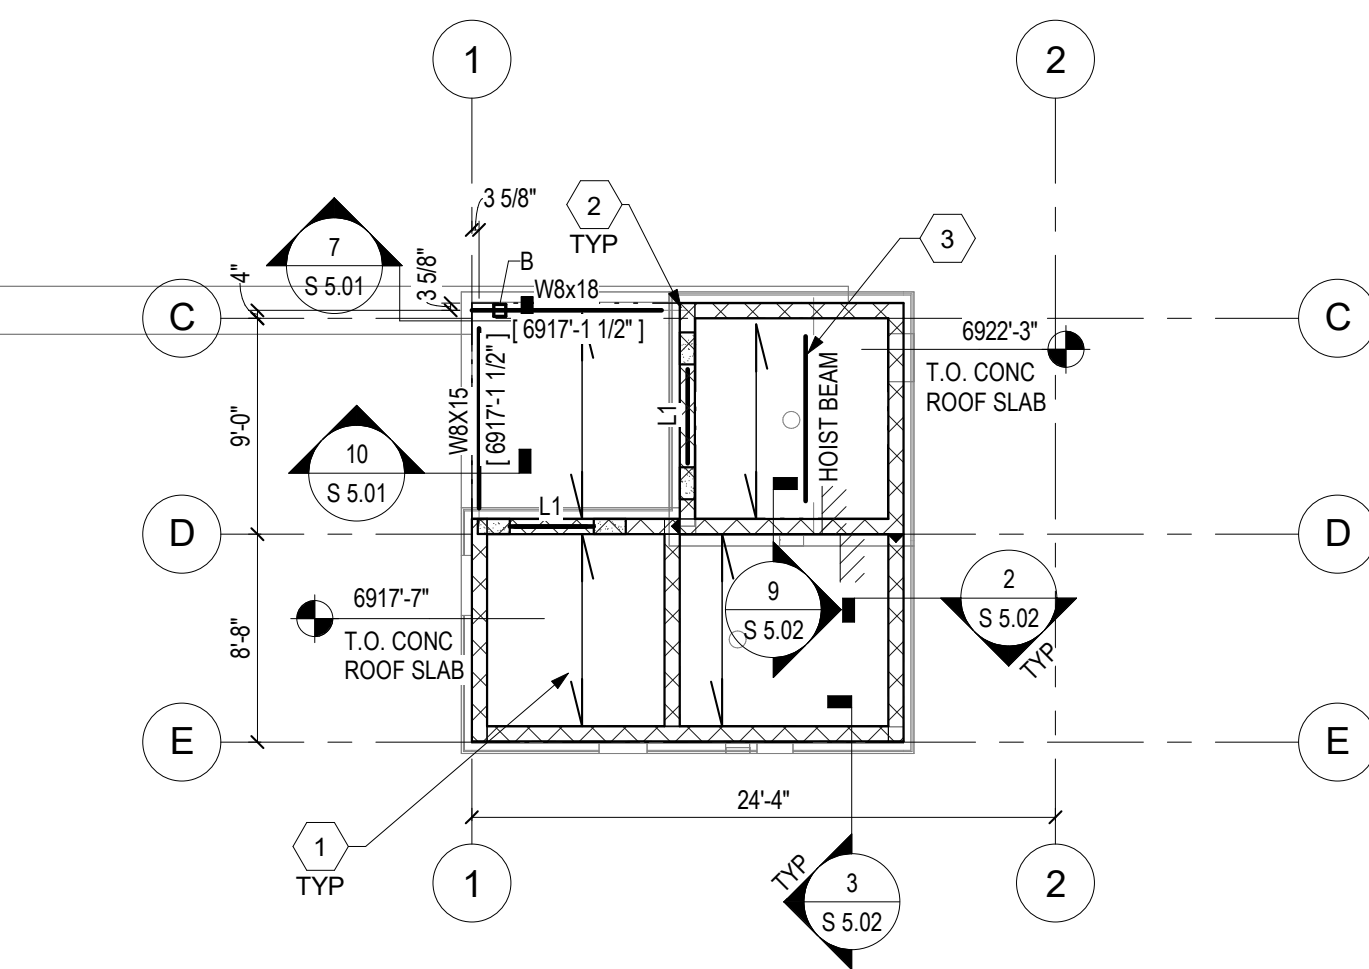 1
2
3 5/8"
2
TYP
3
7
S 5.01
4"
3 5/8"
B
W8x18
[ 6917'-1 1/2" ]
C
C
6922'-3"
T.O. CONC
ROOF SLAB
W8X15
[ 6917'-1 1/2" ]
L1
HOIST BEAM
9'-0"
10
S 5.01
L1
D
D
9
S 5.02
2
S 5.02
TYP
6917'-7"
T.O. CONC
ROOF SLAB
8'-8"
E
E
24'-4"
1
TYP
1
TYP
3
S 5.02
2